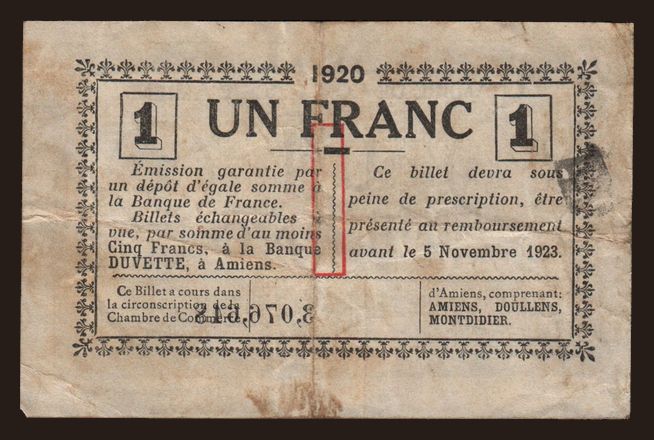 1920
1 UN FRANC 1
Émission garantie par
un dépôt d'égale somme à
la Banque de France.
Billets échangeables à
vue, par somme d'au moins
Cinq Francs, à la Banque
DUVETTE, à Amiens.
Ce billet devra sous
peine de prescription, être
présenté au remboursement
avant le 5 Novembre 1923.
Ce Billet a cours dans
la circonscription de la
Chambre de Commerce
d'Amiens, comprenant:
AMIENS, DOULLENS,
MONTDIDIER.